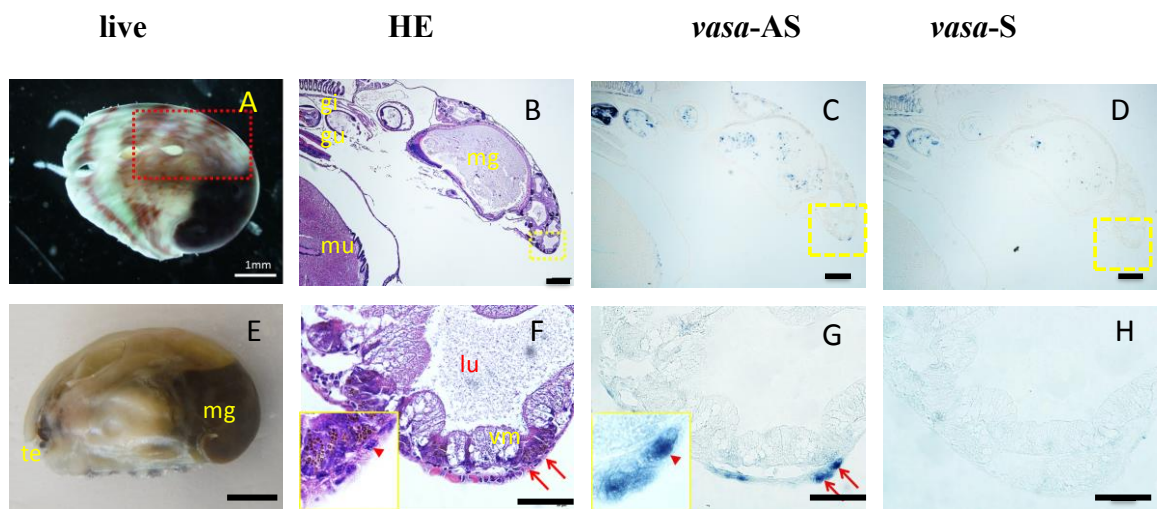 live HE vasa-AS vasa-S
A B C D
gi
gu
mg
mu
1mm
E F G H
lu
mg
vm
te